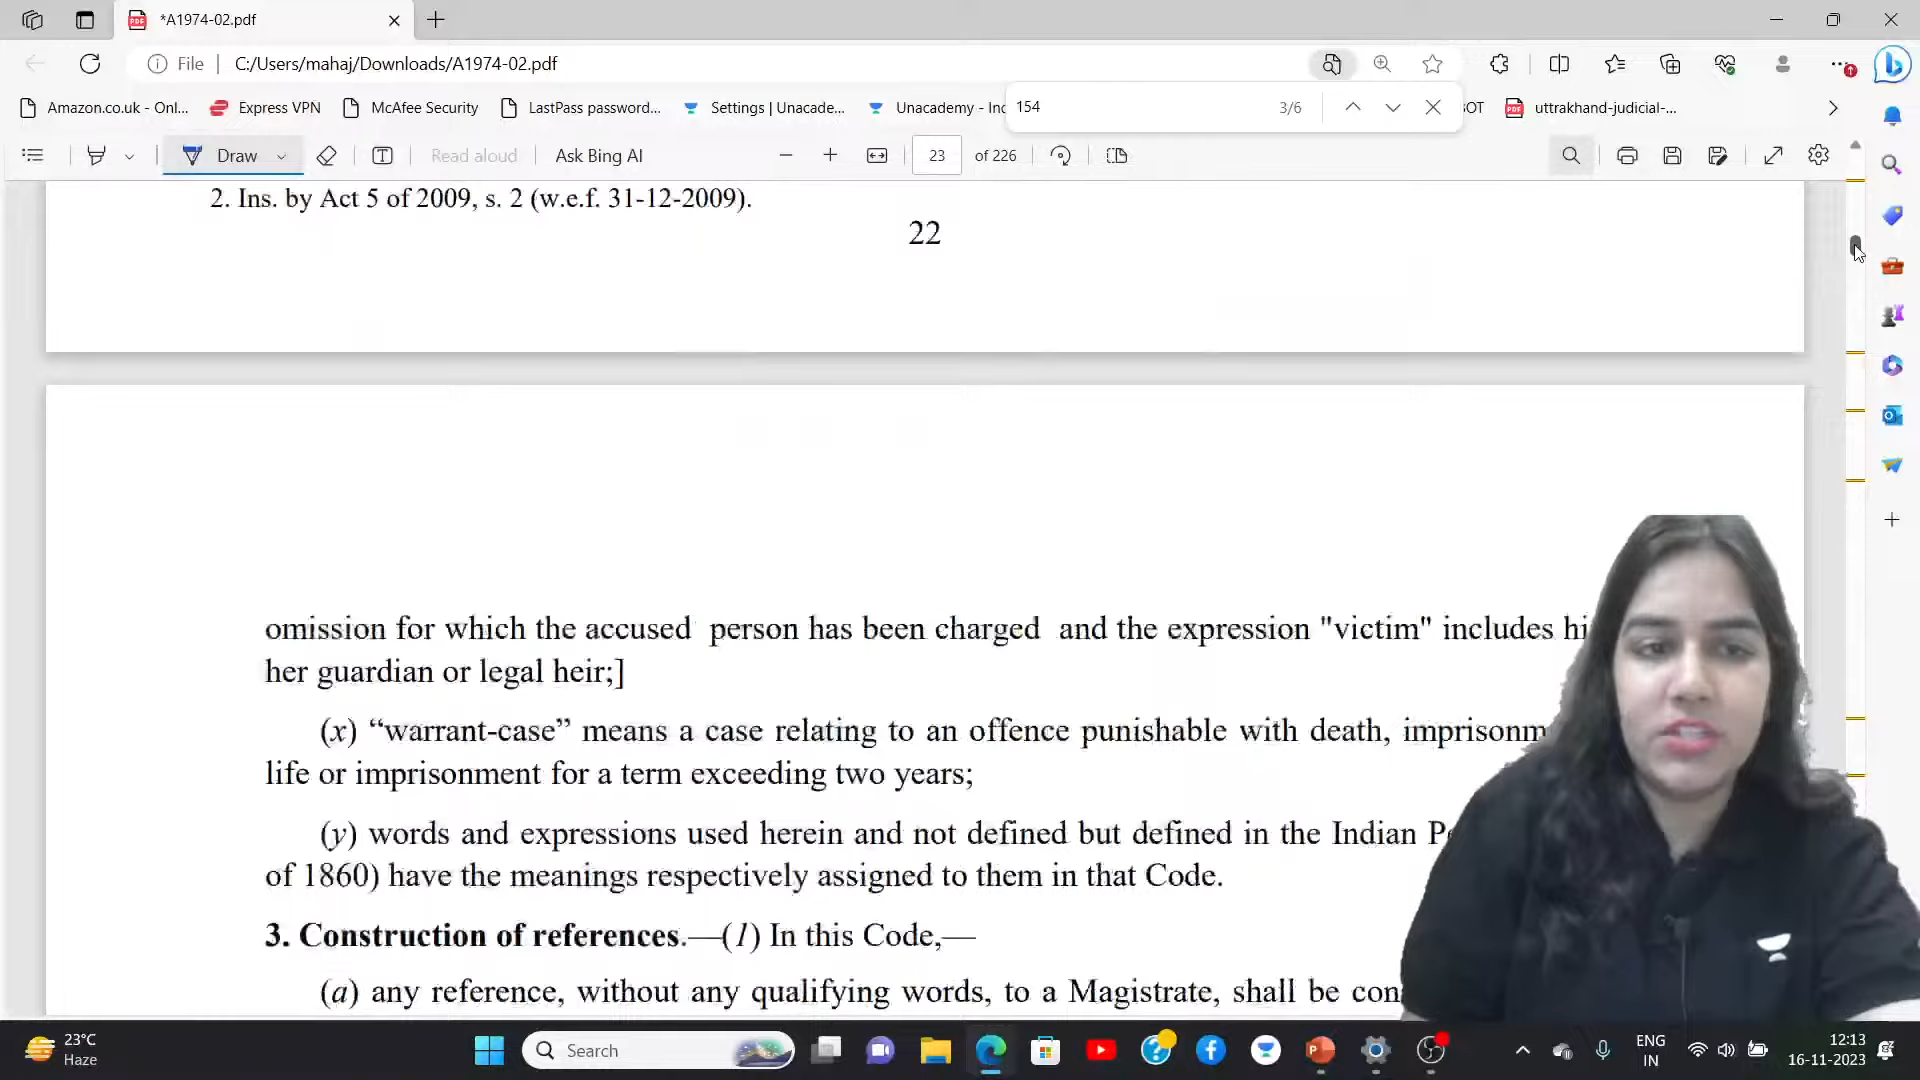 *A1974-02.pdf
File
C:/Users/mahaj/Downloads/A1974-02.pdf
Amazon.co.uk - Onl...
Express VPN
McAfee Security
LastPass password...
Settings | Unacade...
Unacademy - Inc
154
3/6
OT
uttrakhand-judicial-...
Draw
Read aloud
Ask Bing AI
23
of 226
2. Ins. by Act 5 of 2009, s. 2 (w.e.f. 31-12-2009).
22
omission for which the accused person has been charged and the expression "victim" includes hi
her guardian or legal heir;]
(x) “warrant-case” means a case relating to an offence punishable with death, imprisonm
life or imprisonment for a term exceeding two years;
(y) words and expressions used herein and not defined but defined in the Indian Pe
of 1860) have the meanings respectively assigned to them in that Code.
3. Construction of references.—(1) In this Code,—
(a) any reference, without any qualifying words, to a Magistrate, shall be con
23°C
Haze
Search
ENG
IN
12:13
16-11-2023